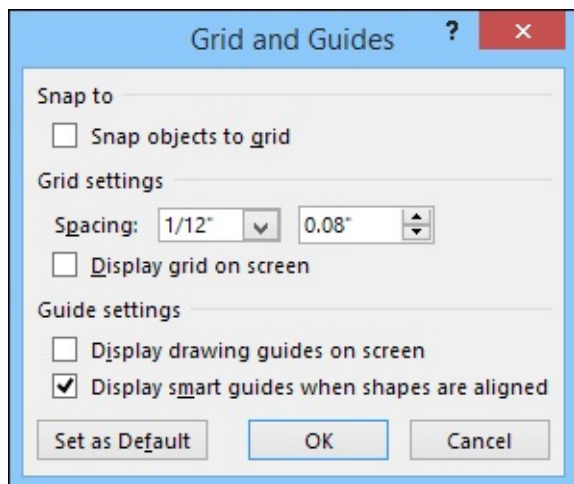 Grid and Guides ? ×
Snap to
Snap objects to grid
Grid settings
Spacing: 1/12" 0.08"
Display grid on screen
Guide settings
Display drawing guides on screen
Display smart guides when shapes are aligned
Set as Default OK Cancel